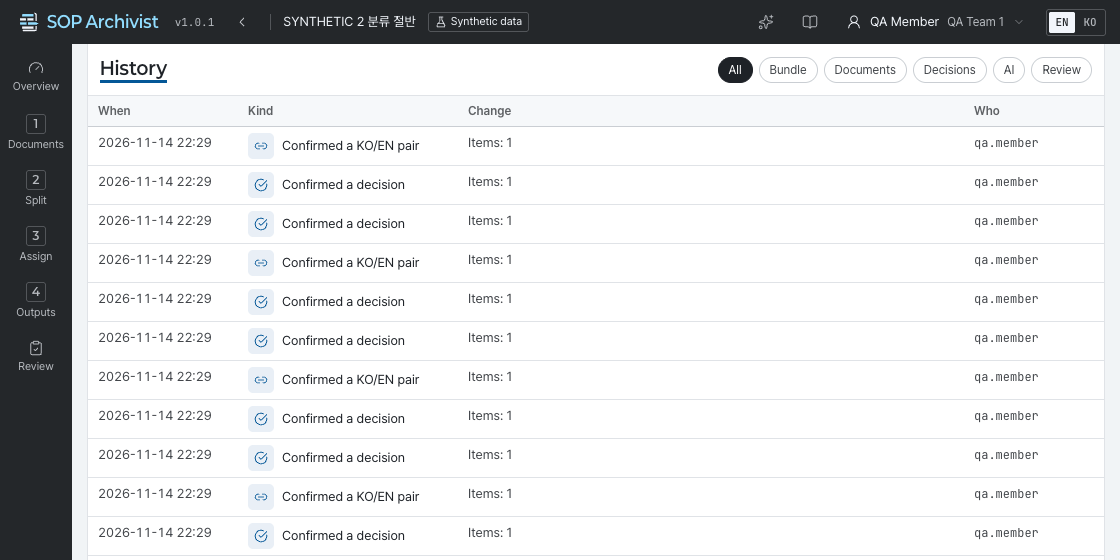 SOP Archivist v1.0.1 SYNTHETIC 2 분류 절반 Synthetic data QA Member QA Team 1 EN KO
Overview
1
Documents
2
Split
3
Assign
4
Outputs
Review
History All Bundle Documents Decisions AI Review
When Kind Change Who
2026-11-14 22:29 Confirmed a KO/EN pair Items: 1 qa.member
2026-11-14 22:29 Confirmed a decision Items: 1 qa.member
2026-11-14 22:29 Confirmed a decision Items: 1 qa.member
2026-11-14 22:29 Confirmed a KO/EN pair Items: 1 qa.member
2026-11-14 22:29 Confirmed a decision Items: 1 qa.member
2026-11-14 22:29 Confirmed a decision Items: 1 qa.member
2026-11-14 22:29 Confirmed a KO/EN pair Items: 1 qa.member
2026-11-14 22:29 Confirmed a decision Items: 1 qa.member
2026-11-14 22:29 Confirmed a decision Items: 1 qa.member
2026-11-14 22:29 Confirmed a KO/EN pair Items: 1 qa.member
2026-11-14 22:29 Confirmed a decision Items: 1 qa.member